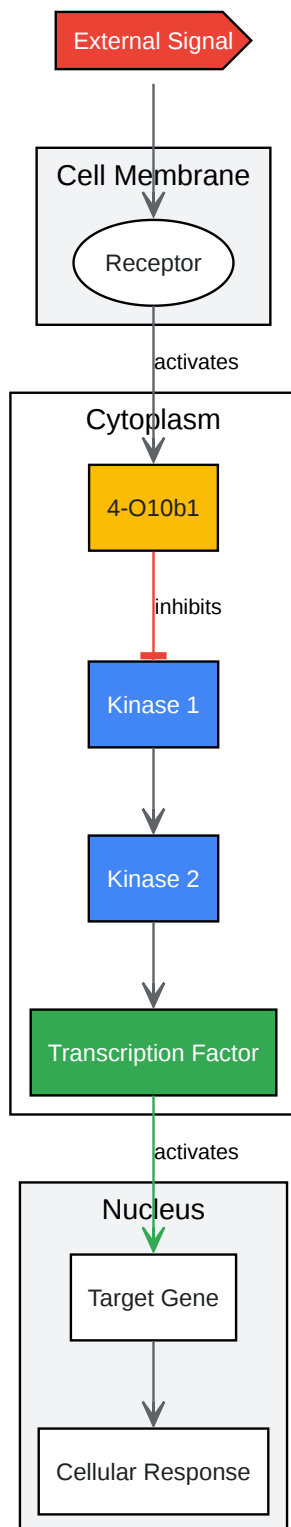 External Signal
Cell Membrane
Receptor
activates
Cytoplasm
4-O10b1
inhibits
Kinase 1
Kinase 2
Transcription Factor
activates
Nucleus
Target Gene
Cellular Response